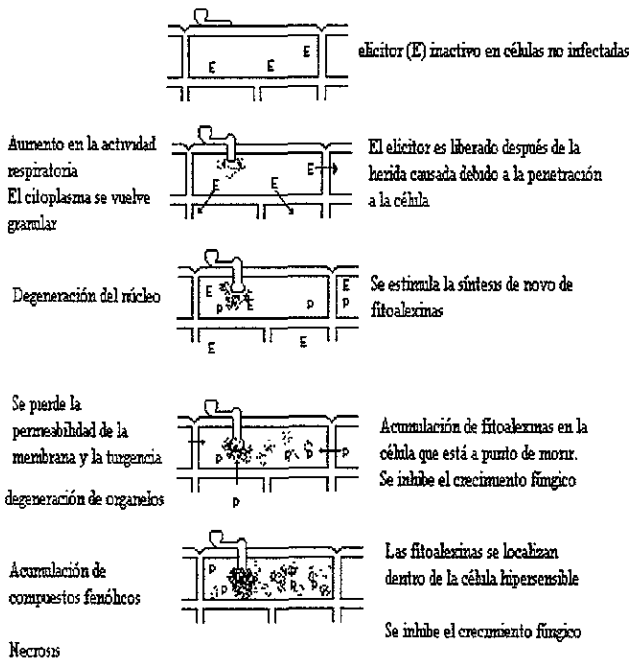 elicitor (E) inactivo en células no infectadas
E E E
Aumento en la actividad
respiratoria
El citoplasma se vuelve
granular
E E E
El elicitor es liberado después de la
herida causada debido a la penetración
a la célula
Degeneración del núcleo
E E E
P P P
E E
Se estimula la síntesis de novo de
fitoalexinas
Se pierde la
permeabilidad de la
membrana y la turgencia
degeneración de organelos
P P P P
P
Acumulación de fitoalexinas en la
célula que está a punto de morir.
Se inhibe el crecimiento fúngico
Acumulación de
compuestos fenólicos
Necrosis
P P P P
Las fitoalexinas se localizan
dentro de la célula hipersensible
Se inhibe el crecimiento fúngico